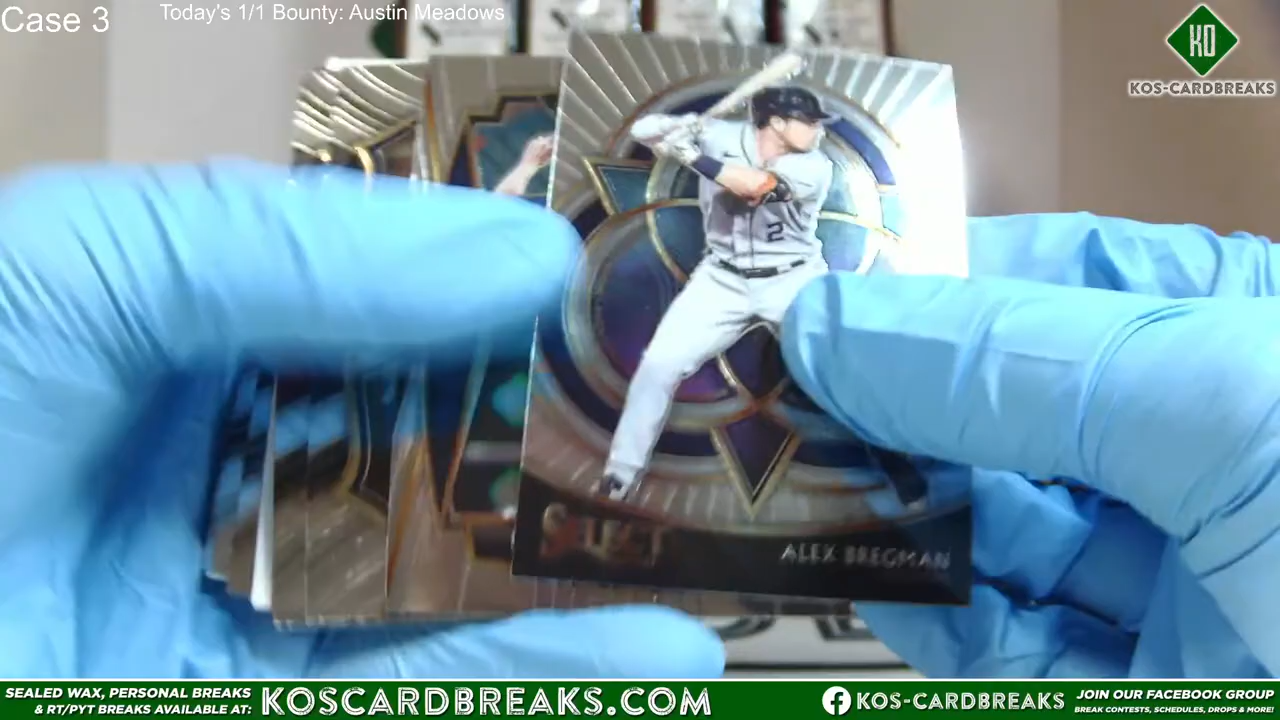 Case 3
Today's 1/1 Bounty: Austin Meadows
KO
KOS-CARDBREAKS
2
SELECT
ALEX BREGMAN
SEALED WAX, PERSONAL BREAKS
& RT/PYT BREAKS AVAILABLE AT:
KOSCARDBREAKS.COM
KOS-CARDBREAKS
JOIN OUR FACEBOOK GROUP
BREAK CONTESTS, SCHEDULES, DROPS & MORE!